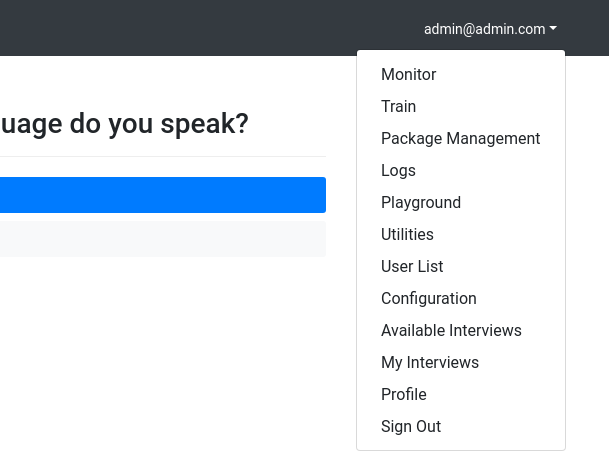 admin@admin.com
uage do you speak?
Monitor
Train
Package Management
Logs
Playground
Utilities
User List
Configuration
Available Interviews
My Interviews
Profile
Sign Out